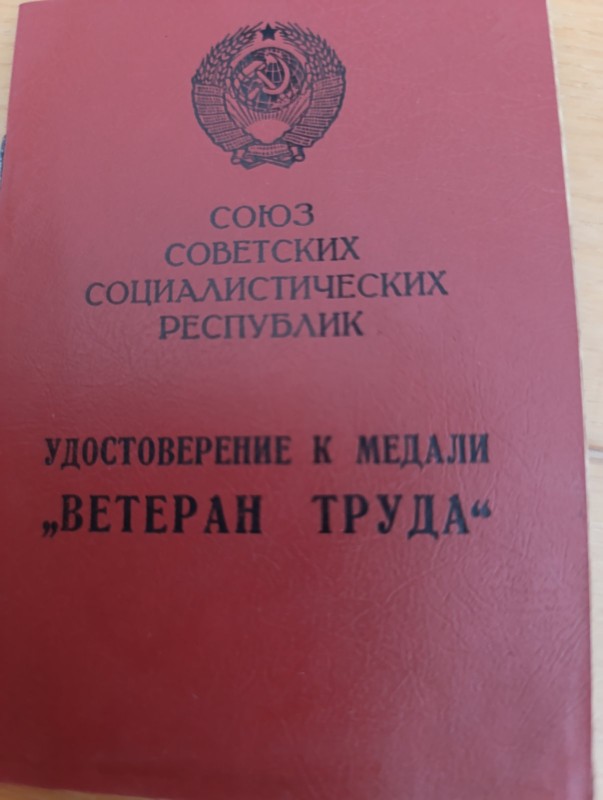 СОЮЗ
СОВЕТСКИХ
СОЦИАЛИСТИЧЕСКИХ
РЕСПУБЛИК
УДОСТОВЕРЕНИЕ К МЕДАЛИ
„ВЕТЕРАН ТРУДА“